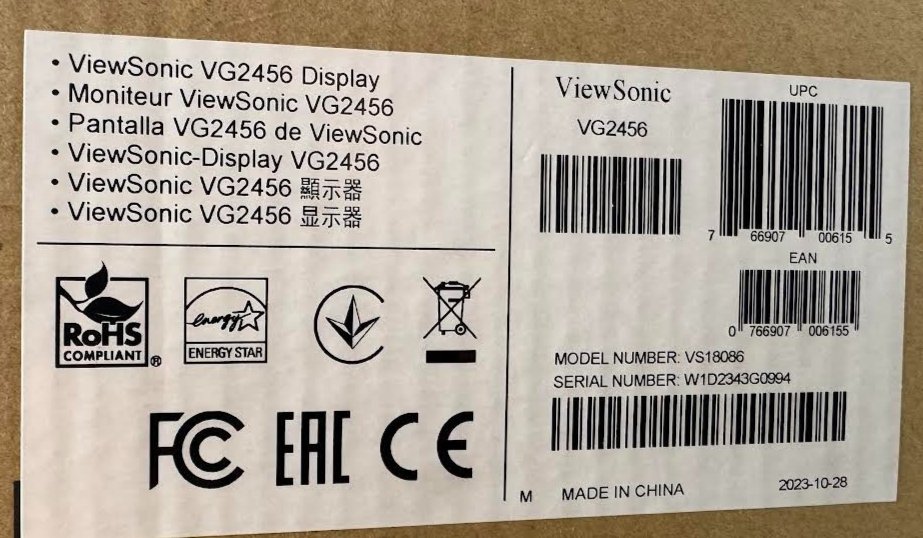 • ViewSonic VG2456 Display
• Moniteur ViewSonic VG2456
• Pantalla VG2456 de ViewSonic
• ViewSonic-Display VG2456
• ViewSonic VG2456 顯示器
• ViewSonic VG2456 显示器
RoHS
COMPLIANT ®
energy
ENERGY STAR
FC EAC CE
ViewSonic
VG2456
UPC
7 66907 00615 5
EAN
0 766907 006155
MODEL NUMBER: VS18086
SERIAL NUMBER: W1D2343G0994
M MADE IN CHINA 2023-10-28